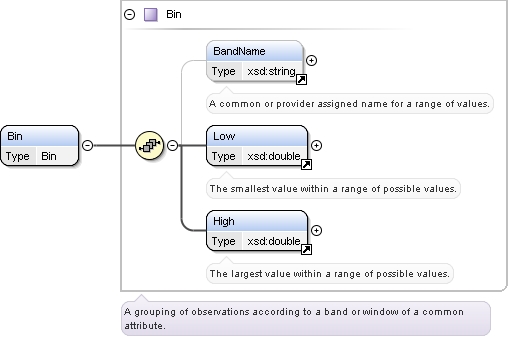 Bin
BandName
Type xsd:string
A common or provider assigned name for a range of values.
Bin
Type Bin
Low
Type xsd:double
The smallest value within a range of possible values.
High
Type xsd:double
The largest value within a range of possible values.
A grouping of observations according to a band or window of a common
attribute.